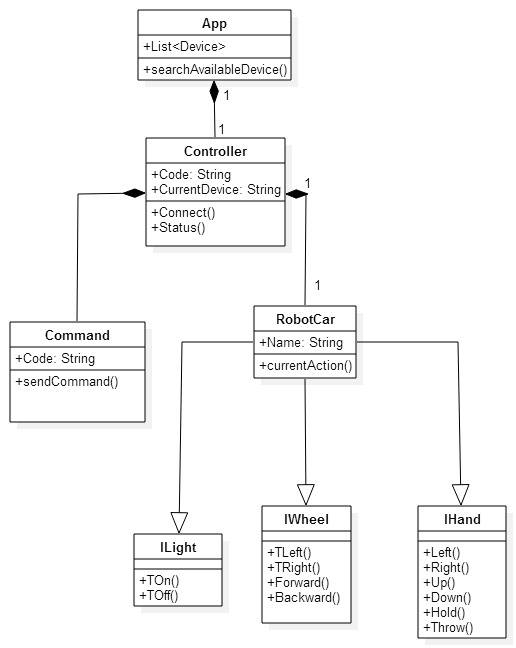 App
+List<Device>
+searchAvailableDevice()
1
1
Controller
+Code: String
+CurrentDevice: String
+Connect()
+Status()
1
1
Command
+Code: String
+sendCommand()
RobotCar
+Name: String
+currentAction()
ILight
+TOn()
+TOff()
IWheel
+TLeft()
+TRight()
+Forward()
+Backward()
IHand
+Left()
+Right()
+Up()
+Down()
+Hold()
+Throw()